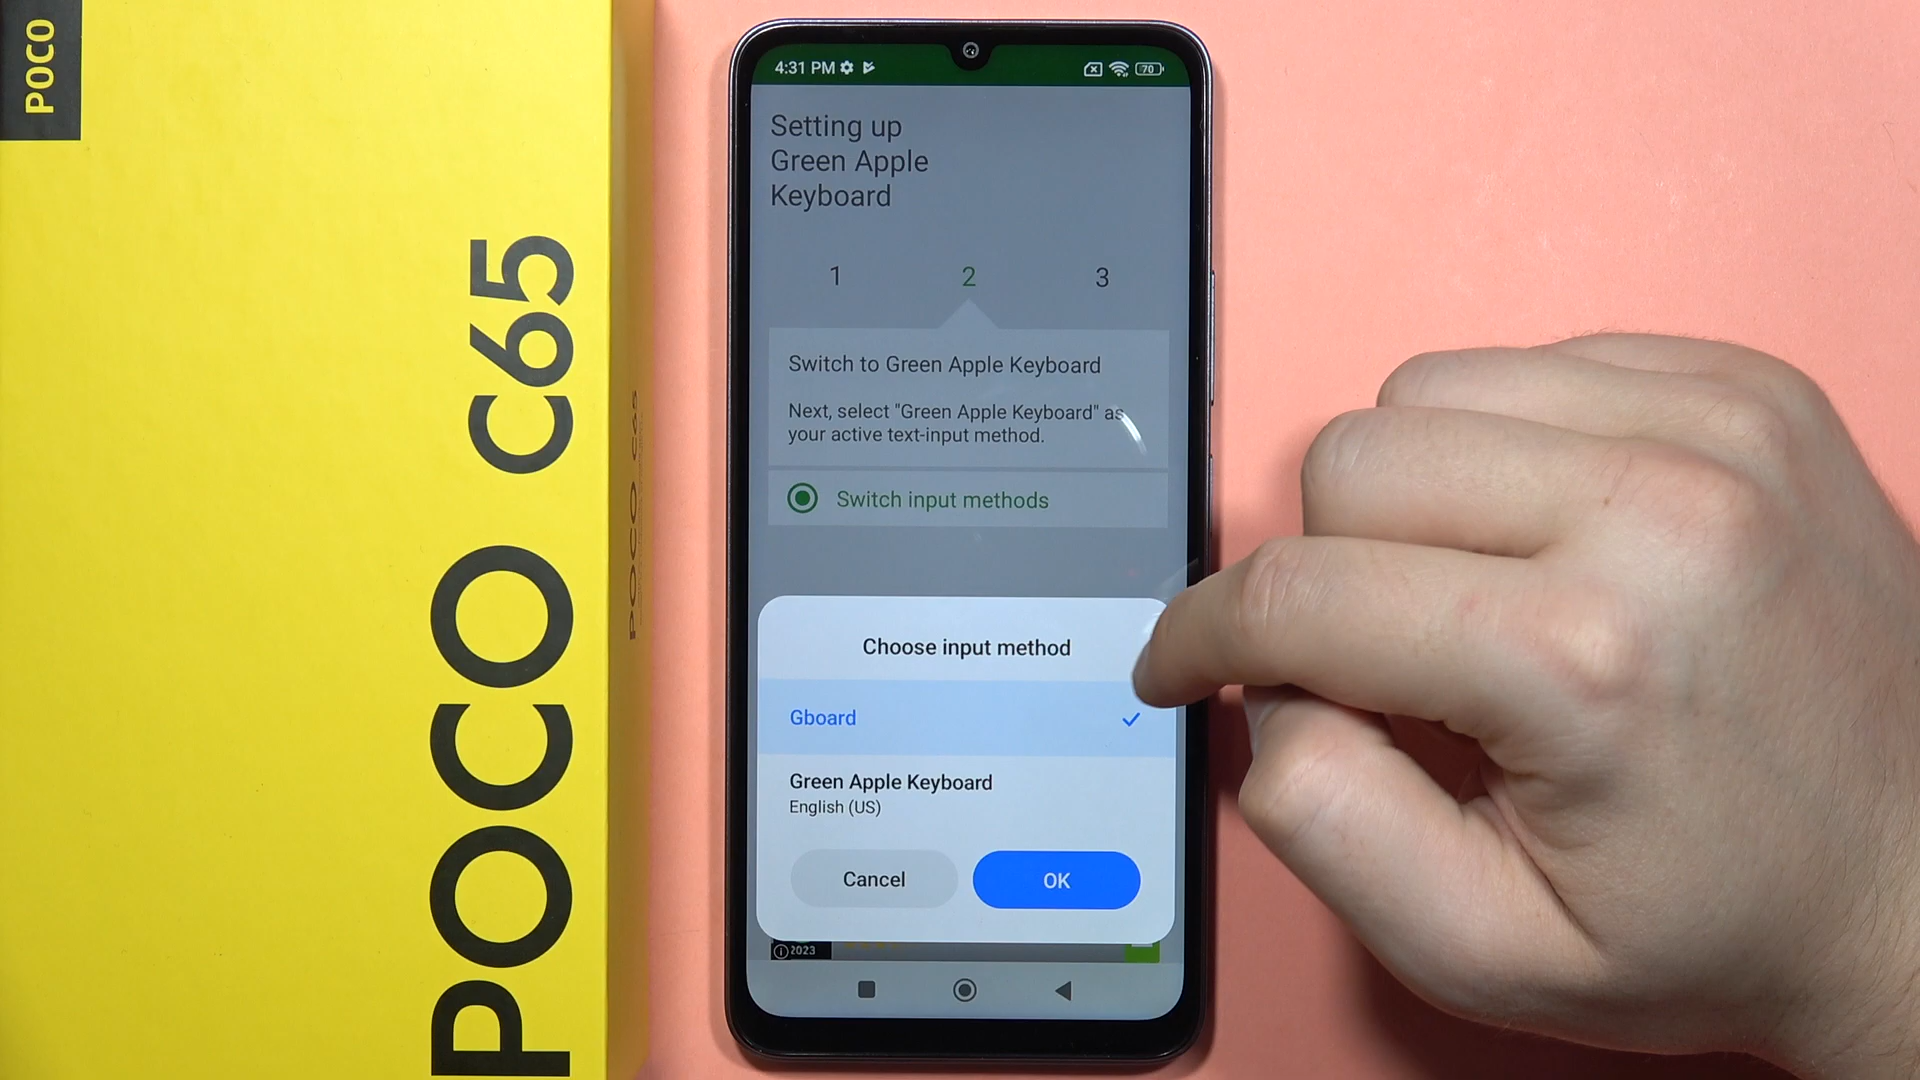 POCO
POCO C65
POCO C65
4:31 PM
70
Setting up
Green Apple
Keyboard
1 2 3
Switch to Green Apple Keyboard
Next, select "Green Apple Keyboard" as
your active text-input method.
Switch input methods
Choose input method
Gboard
Green Apple Keyboard
English (US)
Cancel OK
2023